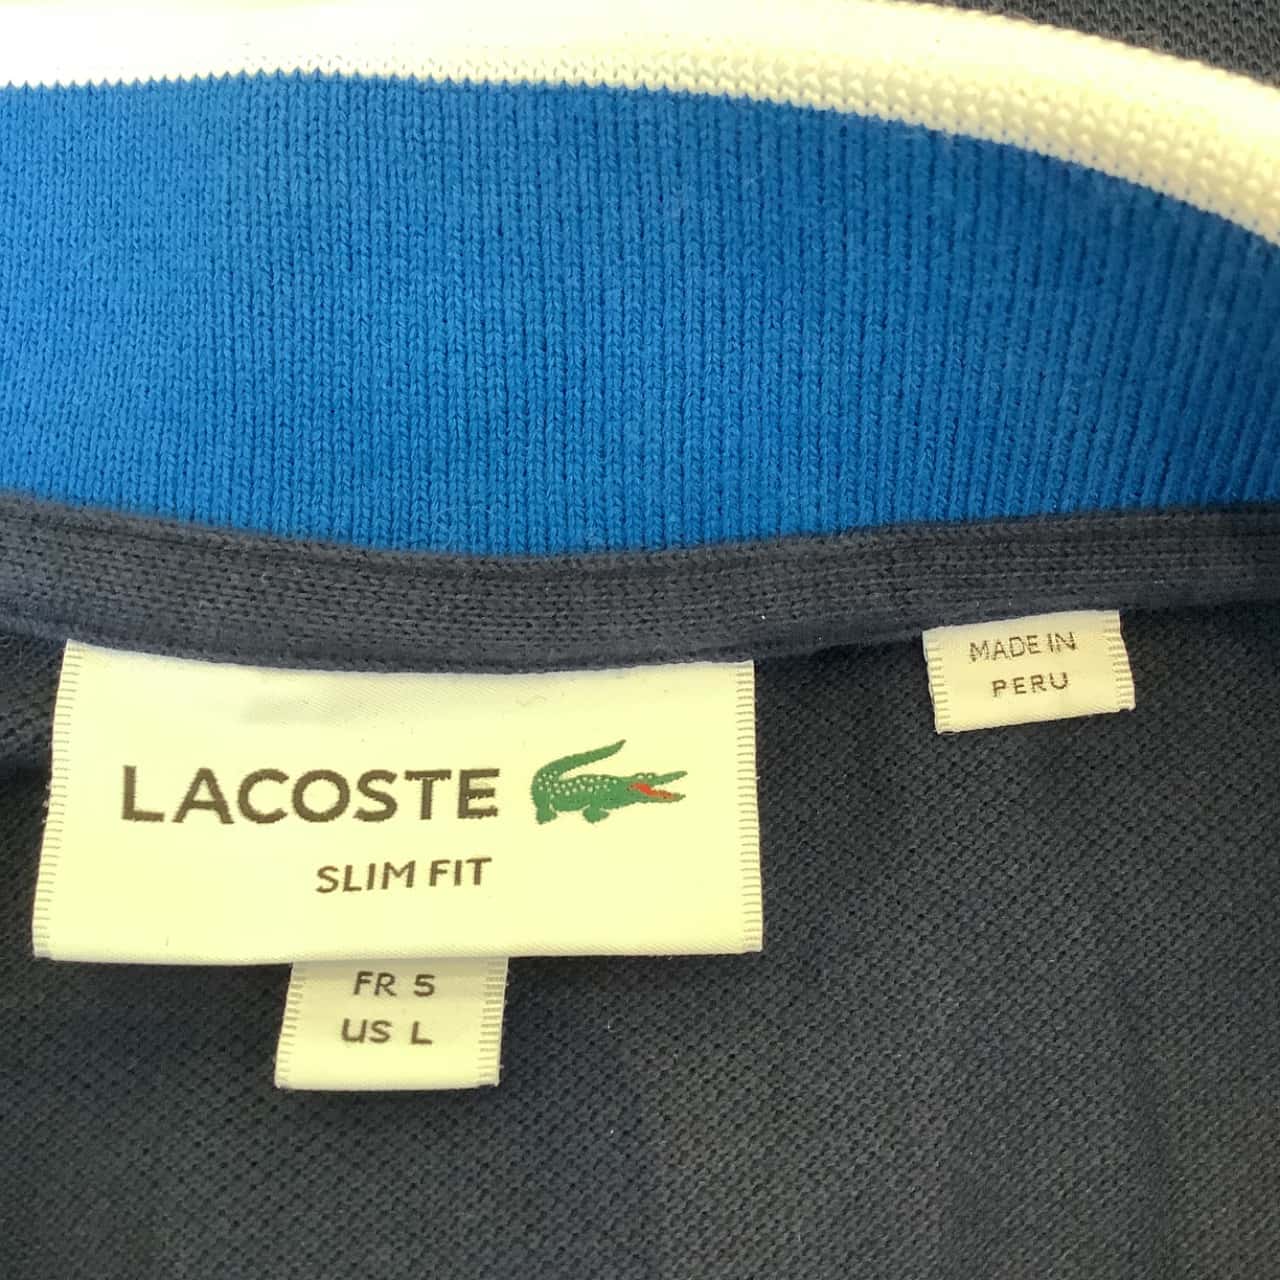 MADE IN
PERU
LACOSTE
SLIM FIT
FR 5
US L